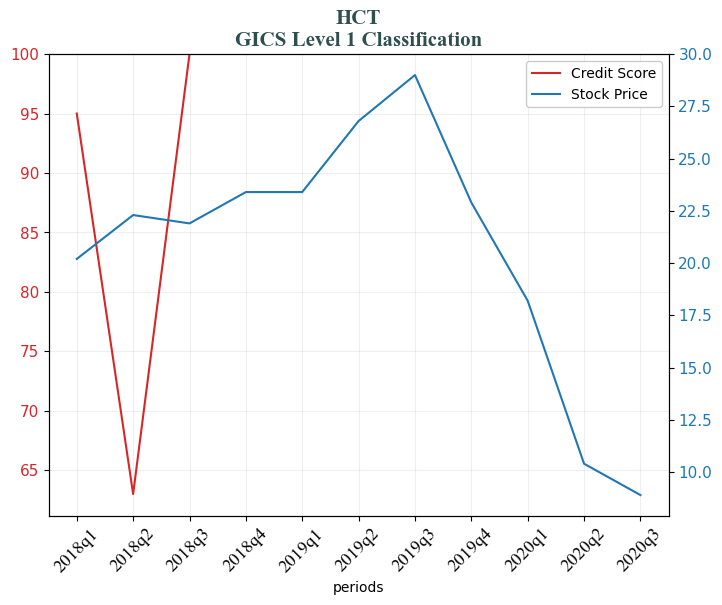 HCT
GICS Level 1 Classification
Credit Score
Stock Price
100
95
90
85
80
75
70
65
30.0
27.5
25.0
22.5
20.0
17.5
15.0
12.5
10.0
2018q1
2018q2
2018q3
2018q4
2019q1
2019q2
2019q3
2019q4
2020q1
2020q2
2020q3
periods